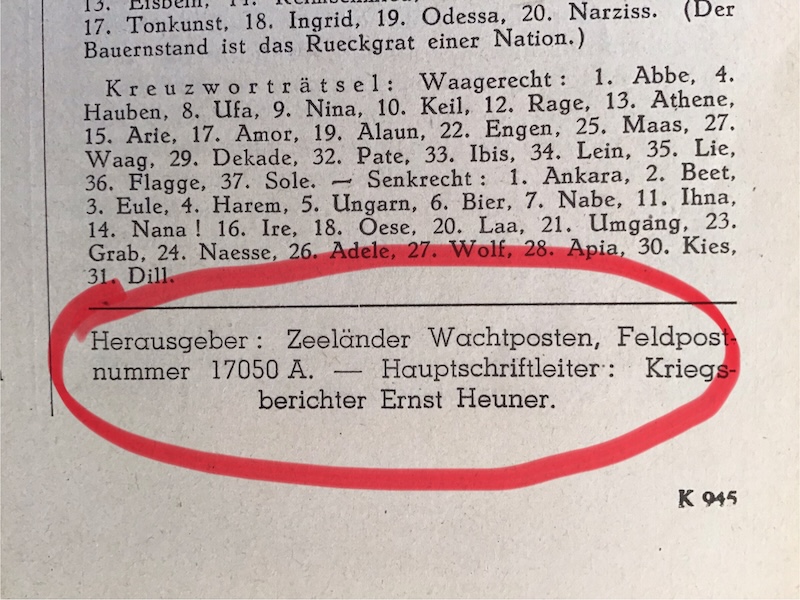 13. Eisbein, 14.
17. Tonkunst, 18. Ingrid, 19. Odessa, 20. Narziss. (Der
Bauernstand ist das Rueckgrat einer Nation.)
Kreuzworträtsel: Waagerecht: 1. Abbe, 4.
Hauben, 8. Ufa, 9. Nina, 10. Keil, 12. Rage, 13. Athene,
15. Arie, 17. Amor, 19. Alaun, 22. Engen, 25. Maas, 27.
Waag, 29. Dekade, 32. Pate, 33. Ibis, 34. Lein, 35. Lie,
36. Flagge, 37. Sole. — Senkrecht: 1. Ankara, 2. Beet,
3. Eule, 4. Harem, 5. Ungarn, 6. Bier, 7. Nabe, 11. Ihna,
14. Nana! 16. Ire, 18. Oese, 20. Laa, 21. Umgang, 23.
Grab, 24. Naesse, 26. Adele, 27. Wolf, 28. Apia, 30. Kies,
31. Dill.
Herausgeber: Zeeländer Wachtposten, Feldpost-
nummer 17050 A. — Hauptschriftleiter: Kriegs-
berichter Ernst Heuner.
K 945